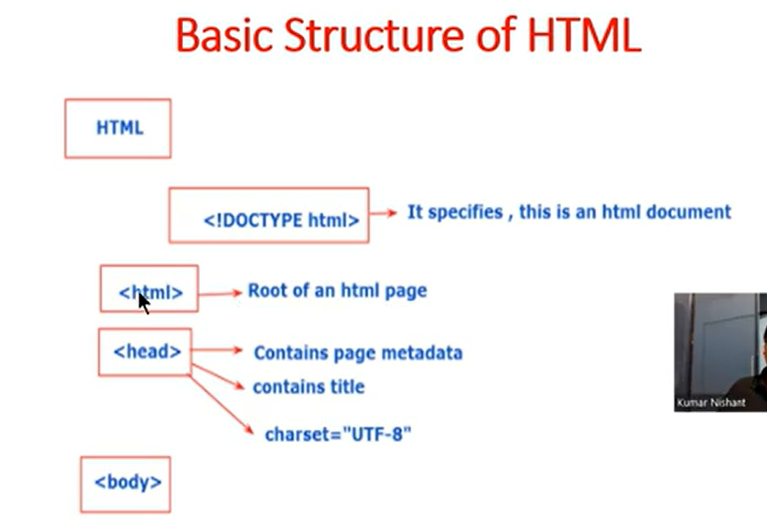 Basic Structure of HTML
HTML
<!DOCTYPE html>
It specifies , this is an html document
<html>
Root of an html page
<head>
Contains page metadata
contains title
charset="UTF-8"
Kumar Nishant
<body>